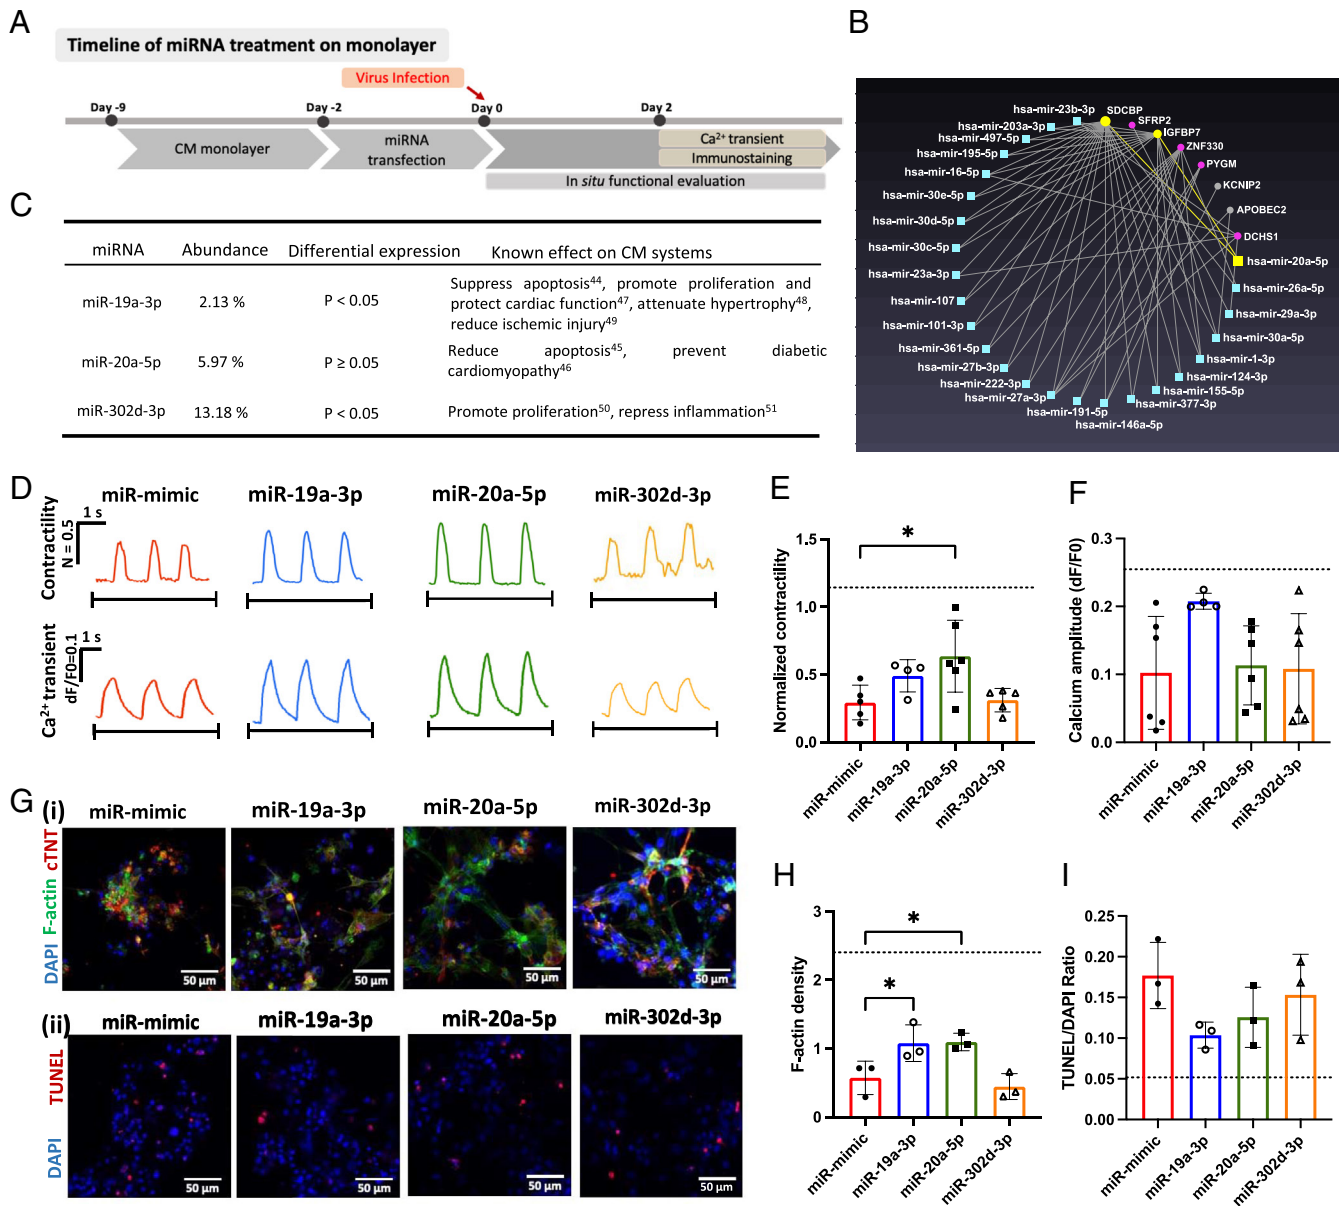 A
Timeline of miRNA treatment on monolayer
Virus Infection
Day -9
Day -2
Day 0
Day 2
CM monolayer
miRNA
transfection
Ca²⁺ transient
Immunostaining
In situ functional evaluation
B
hsa-mir-23b-3p
SDCBP
hsa-mir-203a-3p
SFRP2
hsa-mir-497-5p
IGFBP7
hsa-mir-195-5p
ZNF330
hsa-mir-16-5p
PYGM
hsa-mir-30e-5p
KCNIP2
hsa-mir-30d-5p
APOBEC2
hsa-mir-30c-5p
DCHS1
hsa-mir-23a-3p
hsa-mir-20a-5p
hsa-mir-107
hsa-mir-26a-5p
hsa-mir-101-3p
hsa-mir-29a-3p
hsa-mir-361-5p
hsa-mir-30a-5p
hsa-mir-27b-3p
hsa-mir-1-3p
hsa-mir-222-3p
hsa-mir-124-3p
hsa-mir-27a-3p
hsa-mir-155-5p
hsa-mir-191-5p
hsa-mir-377-3p
hsa-mir-146a-5p
C
miRNA Abundance Differential expression Known effect on CM systems
miR-19a-3p 2.13 % P < 0.05 Suppress apoptosis⁴⁴, promote proliferation and
protect cardiac function⁴⁷, attenuate hypertrophy⁴⁸,
reduce ischemic injury⁴⁹
miR-20a-5p 5.97 % P ≥ 0.05 Reduce apoptosis⁴⁵, prevent diabetic
cardiomyopathy⁴⁶
miR-302d-3p 13.18 % P < 0.05 Promote proliferation⁵⁰, repress inflammation⁵¹
D
miR-mimic miR-19a-3p miR-20a-5p miR-302d-3p
Contractility
N = 0.5
1 s
Ca²⁺ transient
dF/F0=0.1
1 s
E
Normalized contractility
1.5
1.0
0.5
0.0
*
miR-mimic
miR-19a-3p
miR-20a-5p
miR-302d-3p
F
Calcium amplitude (dF/F0)
0.3
0.2
0.1
0.0
miR-mimic
miR-19a-3p
miR-20a-5p
miR-302d-3p
G
(i)
miR-mimic miR-19a-3p miR-20a-5p miR-302d-3p
DAPI F-actin cTNT
50 µm
50 µm
50 µm
50 µm
(ii)
miR-mimic miR-19a-3p miR-20a-5p miR-302d-3p
DAPI TUNEL
50 µm
50 µm
50 µm
50 µm
H
F-actin density
3
2
1
0
*
*
miR-mimic
miR-19a-3p
miR-20a-5p
miR-302d-3p
I
TUNEL/DAPI Ratio
0.25
0.20
0.15
0.10
0.05
0.00
miR-mimic
miR-19a-3p
miR-20a-5p
miR-302d-3p